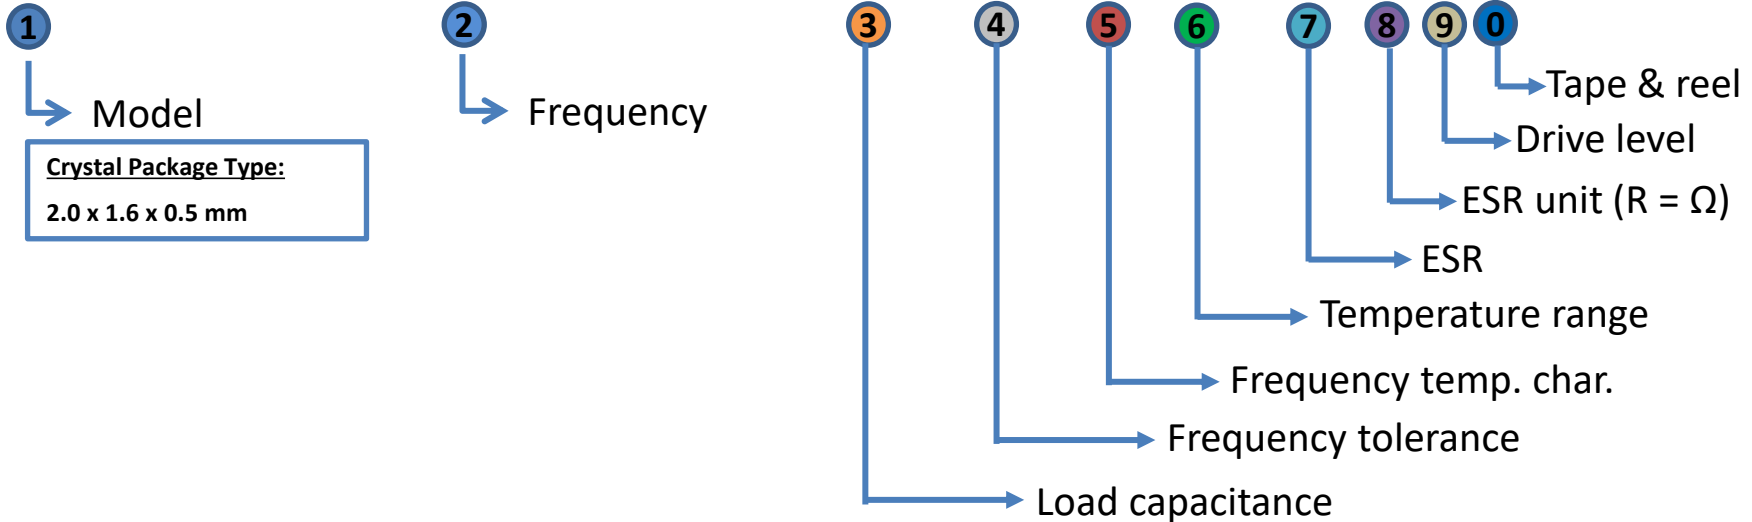 1 2 3 4 5 6 7 8 9 0
Tape & reel
Model
Frequency
Drive level
Crystal Package Type:
2.0 x 1.6 x 0.5 mm
ESR unit (R = Ω)
ESR
Temperature range
Frequency temp. char.
Frequency tolerance
Load capacitance